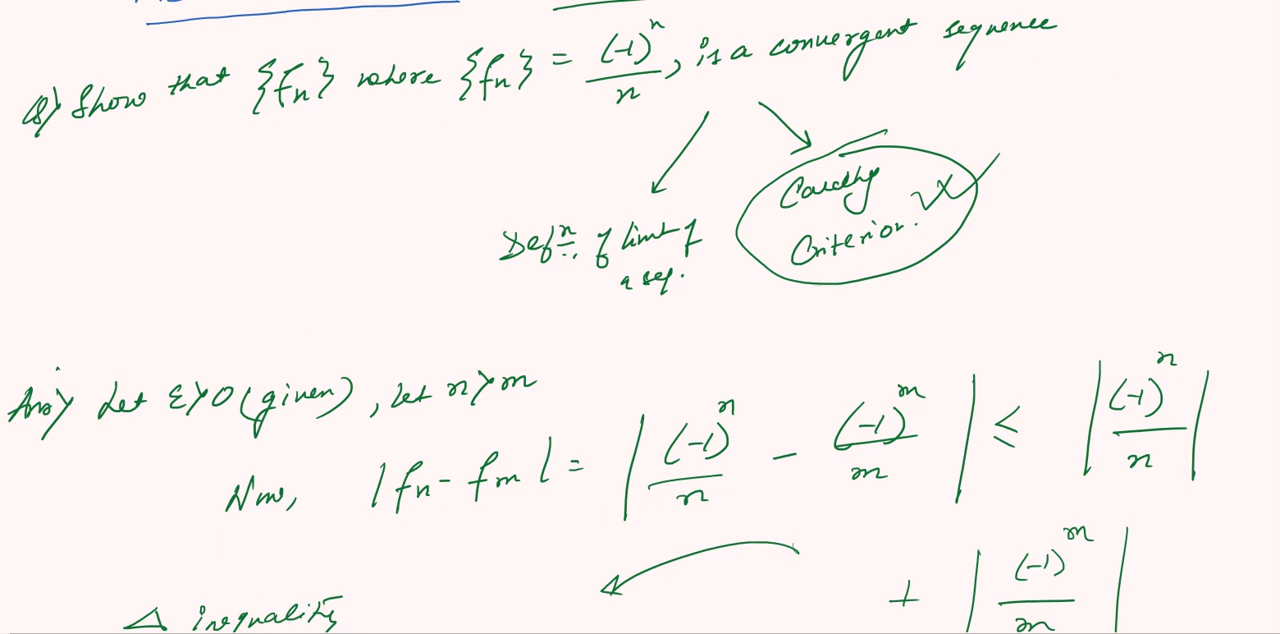 Q) Show that {fn} where {fn} = (-1)^n / n, is a convergent sequence
Defn. of limit of a seq.
Cauchy Criterion.
Ans) Let ε>0 (given), let n>m
Now, |fn - fm| = |(-1)^n / n - (-1)^m / m| ≤ |(-1)^n / n|
+ |(-1)^m / m|
Δ inequality